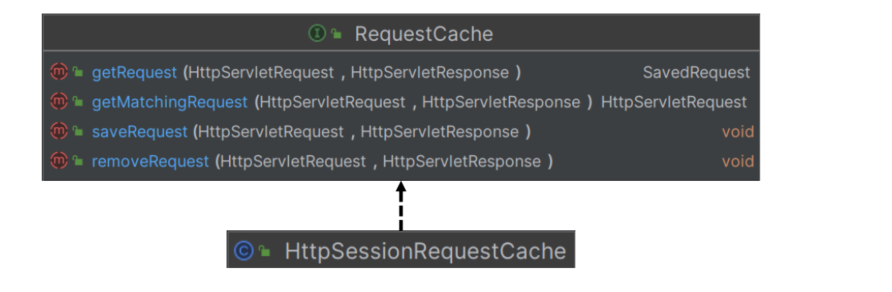 RequestCache
getRequest (HttpServletRequest , HttpServletResponse ) SavedRequest
getMatchingRequest (HttpServletRequest , HttpServletResponse ) HttpServletRequest
saveRequest (HttpServletRequest , HttpServletResponse ) void
removeRequest (HttpServletRequest , HttpServletResponse ) void
HttpSessionRequestCache